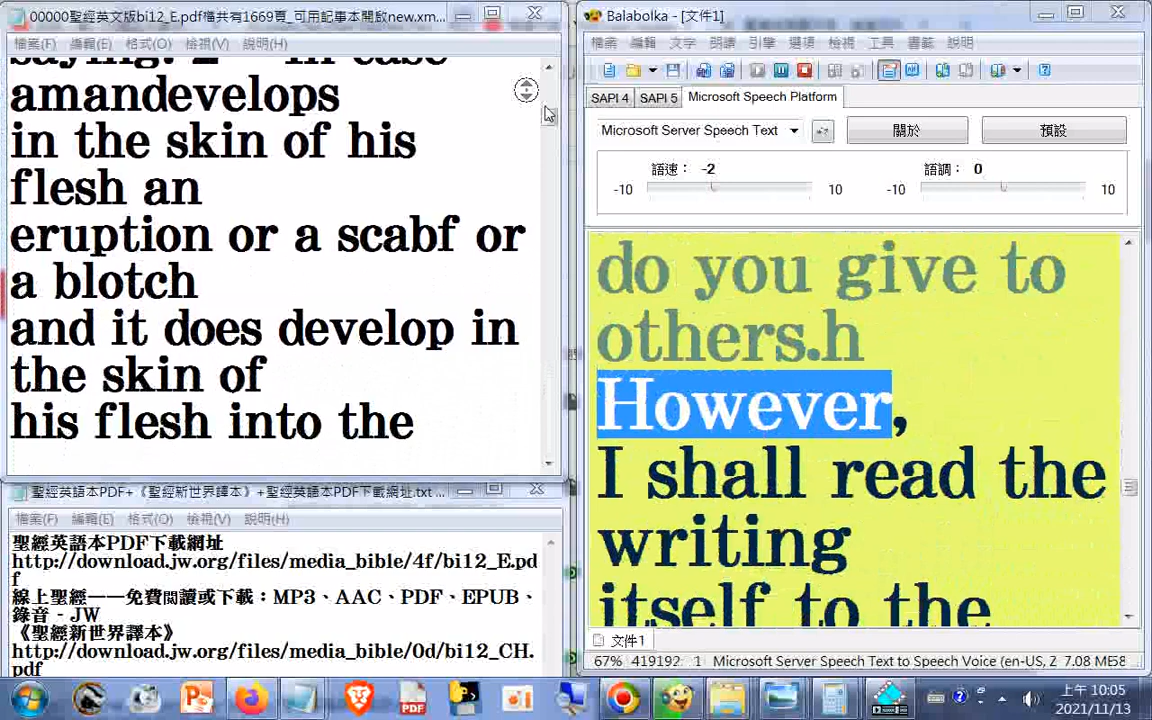 00000聖經英文版bi12_E.pdf檔共有1669頁_可用記事本開啟new.xm...
檔案(F) 編輯(E) 格式(O) 檢視(V) 說明(H)
amandevelops
in the skin of his
flesh an
eruption or a scabf or
a blotch
and it does develop in
the skin of
his flesh into the
聖經英語本PDF+《聖經新世界譯本》+聖經英語本PDF下載網址.txt ...
檔案(F) 編輯(E) 格式(O) 檢視(V) 說明(H)
聖經英語本PDF下載網址
http://download.jw.org/files/media_bible/4f/bi12_E.pd
f
線上聖經——免費閱讀或下載：MP3、AAC、PDF、EPUB、
錄音 - JW
《聖經新世界譯本》
http://download.jw.org/files/media_bible/0d/bi12_CH.
pdf
Balabolka - [文件1]
檔案 編輯 文字 朗讀 引擎 選項 檢視 工具 書籤 說明
SAPI 4 SAPI 5 Microsoft Speech Platform
Microsoft Server Speech Text 關於 預設
語速： -2 語調： 0
-10 10 -10 10
do you give to
others.h
However,
I shall read the
writing
itself to the
文件1
67% 419192: 1 Microsoft Server Speech Text to Speech Voice (en-US, Z 7.08 ME58
上午 10:05
2021/11/13